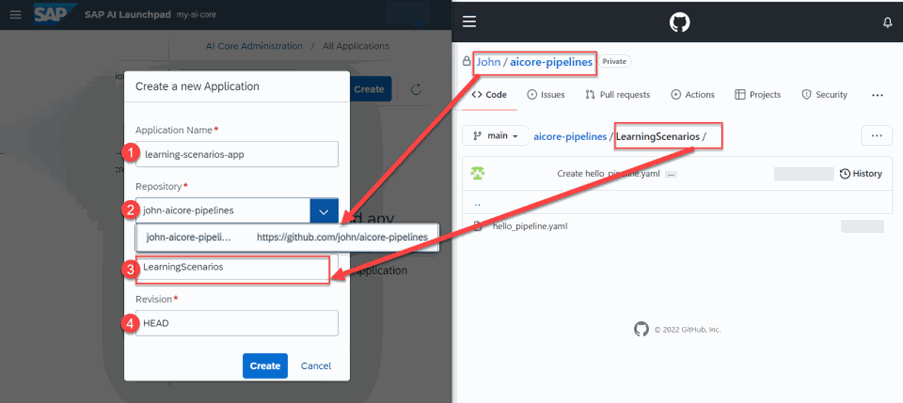 SAP SAP AI Launchpad my-ai-core
AI Core Administration / All Applications
Create
Create a new Application
Application Name*
1 learning-scenarios-app
Repository*
2 john-aicore-pipelines
john-aicore-pipeli... https://github.com/john/aicore-pipelines
3 LearningScenarios
Revision*
4 HEAD
Create Cancel
d any
pplication
John / aicore-pipelines Private
<> Code Issues Pull requests Actions Projects Security ...
main aicore-pipelines / LearningScenarios / ...
Create hello_pipeline.yaml ... History
..
hello_pipeline.yaml
© 2022 GitHub, Inc.